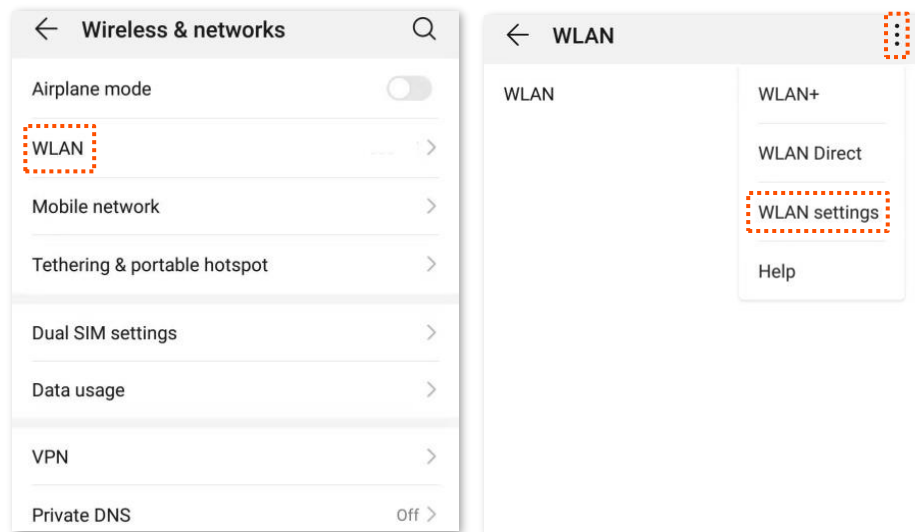 Wireless & networks
Airplane mode
WLAN
Mobile network
Tethering & portable hotspot
Dual SIM settings
Data usage
VPN
Private DNS Off
WLAN
WLAN
WLAN+
WLAN Direct
WLAN settings
Help